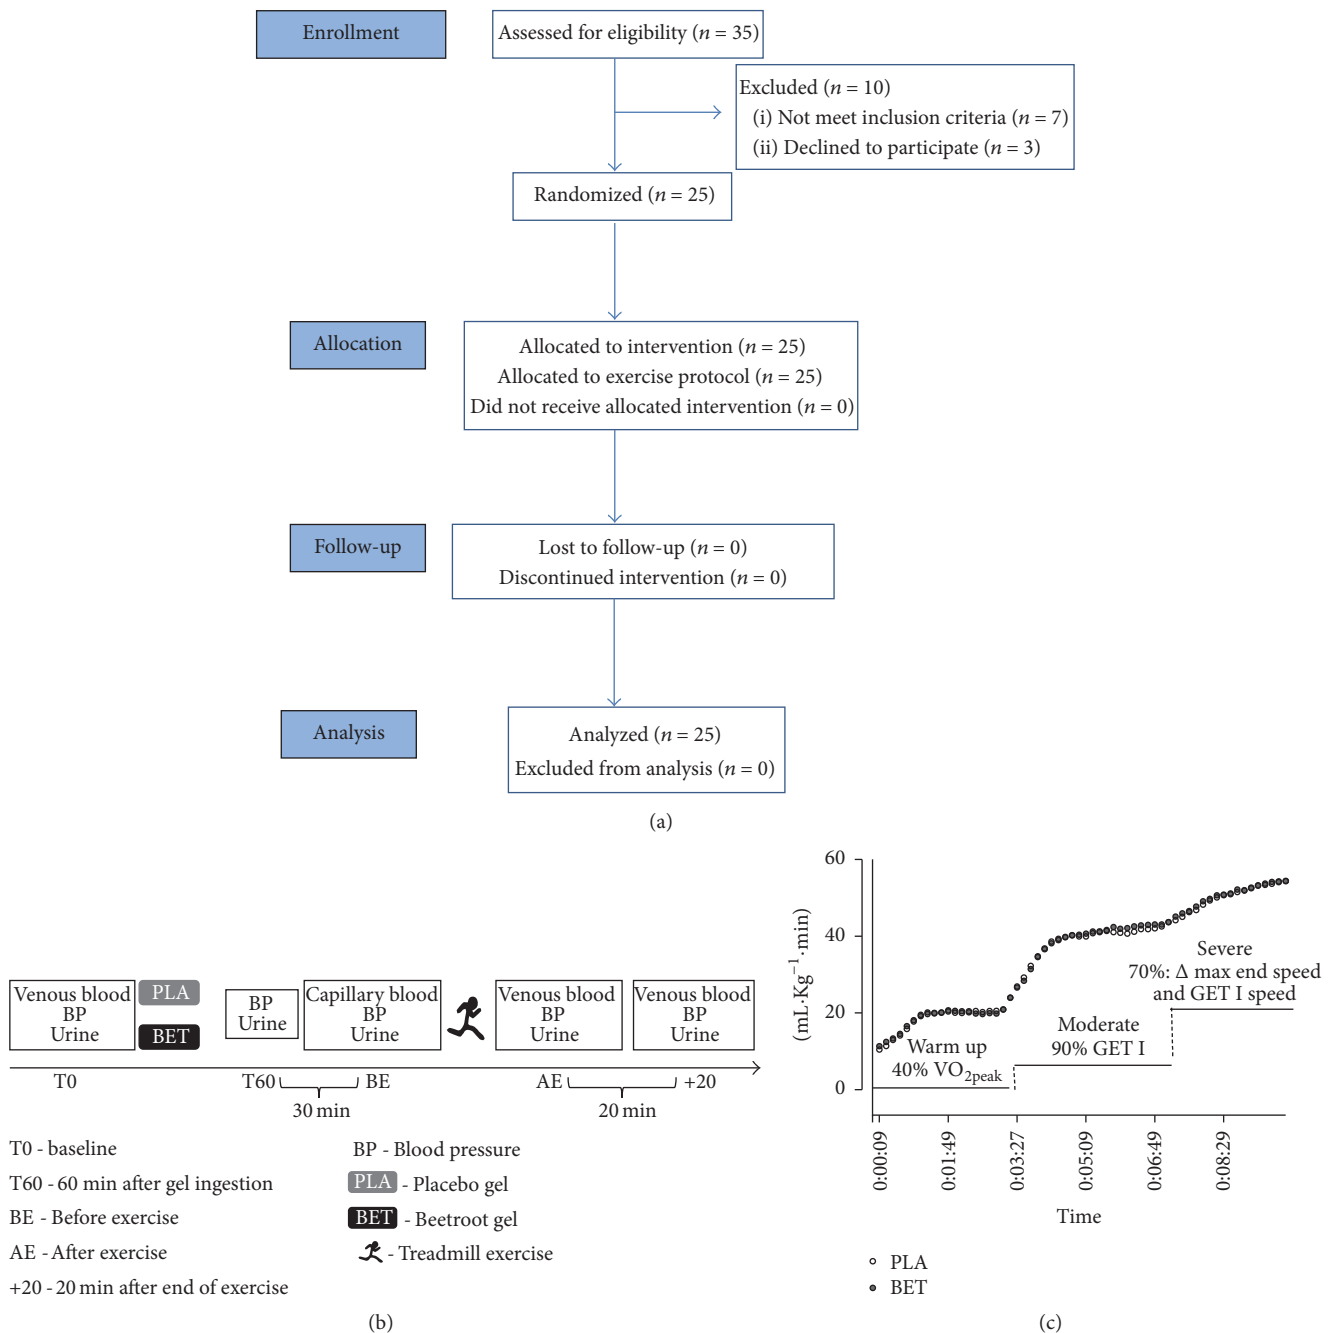 Enrollment
Assessed for eligibility (n = 35)
Excluded (n = 10)
(i) Not meet inclusion criteria (n = 7)
(ii) Declined to participate (n = 3)
Randomized (n = 25)
Allocation
Allocated to intervention (n = 25)
Allocated to exercise protocol (n = 25)
Did not receive allocated intervention (n = 0)
Follow-up
Lost to follow-up (n = 0)
Discontinued intervention (n = 0)
Analysis
Analyzed (n = 25)
Excluded from analysis (n = 0)
(a)
Venous blood
BP
Urine
PLA
BET
BP
Urine
Capillary blood
BP
Urine
Venous blood
BP
Urine
Venous blood
BP
Urine
T0
T60
BE
AE
+20
30 min
20 min
T0 - baseline
T60 - 60 min after gel ingestion
BE - Before exercise
AE - After exercise
+20 - 20 min after end of exercise
BP - Blood pressure
PLA - Placebo gel
BET - Beetroot gel
- Treadmill exercise
(b)
60
40
20
0
(mL·Kg⁻¹·min)
Warm up
40% VO2peak
Moderate
90% GET I
Severe
70%: Δ max end speed
and GET I speed
0:00:09
0:01:49
0:03:27
0:05:09
0:06:49
0:08:29
Time
PLA
BET
(c)